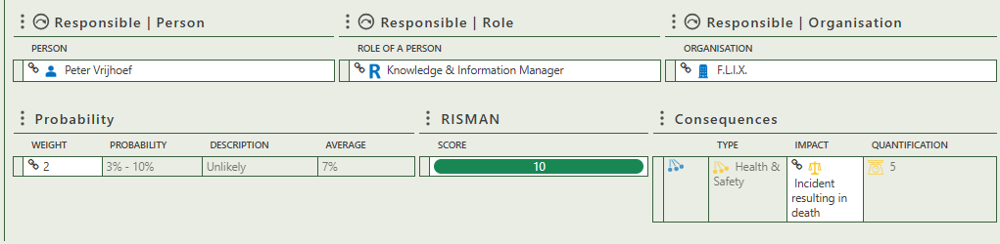 Responsible | Person
Responsible | Role
Responsible | Organisation
PERSON
ROLE OF A PERSON
ORGANISATION
Peter Vrijhoef
Knowledge & Information Manager
F.L.I.X.
Probability
RISMAN
Consequences
WEIGHT
PROBABILITY
DESCRIPTION
AVERAGE
SCORE
TYPE
IMPACT
QUANTIFICATION
2
3% - 10%
Unlikely
7%
10
Health &
Safety
Incident
resulting in
death
5